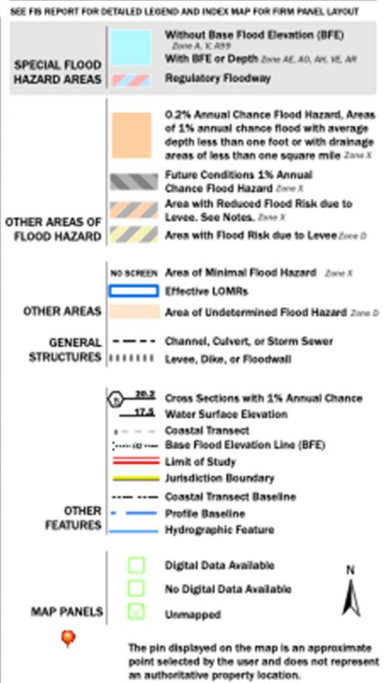 SEE FIS REPORT FOR DETAILED LEGEND AND INDEX MAP FOR FIRM PANEL LAYOUT
SPECIAL FLOOD
HAZARD AREAS
Without Base Flood Elevation (BFE)
Zone A, V, A99
With BFE or Depth Zone AE, AO, AH, VE, AR
Regulatory Floodway
OTHER AREAS OF
FLOOD HAZARD
0.2% Annual Chance Flood Hazard, Areas
of 1% annual chance flood with average
depth less than one foot or with drainage
areas of less than one square mile Zone X
Future Conditions 1% Annual
Chance Flood Hazard Zone X
Area with Reduced Flood Risk due to
Levee. See Notes. Zone X
Area with Flood Risk due to Levee Zone D
OTHER AREAS
NO SCREEN Area of Minimal Flood Hazard Zone X
Effective LOMRs
Area of Undetermined Flood Hazard Zone D
GENERAL
STRUCTURES
Channel, Culvert, or Storm Sewer
Levee, Dike, or Floodwall
OTHER
FEATURES
20.2 Cross Sections with 1% Annual Chance
17.5 Water Surface Elevation
Coastal Transect
Base Flood Elevation Line (BFE)
Limit of Study
Jurisdiction Boundary
Coastal Transect Baseline
Profile Baseline
Hydrographic Feature
MAP PANELS
Digital Data Available
No Digital Data Available
Unmapped
N
The pin displayed on the map is an approximate
point selected by the user and does not represent
an authoritative property location.